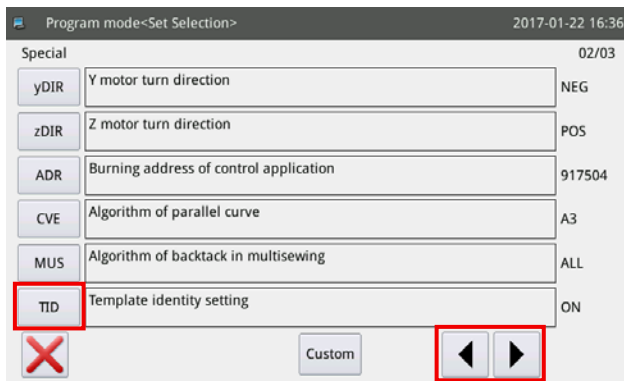 Program mode<Set Selection> 2017-01-22 16:36
Special 02/03
yDIR Y motor turn direction NEG
zDIR Z motor turn direction POS
ADR Burning address of control application 917504
CVE Algorithm of parallel curve A3
MUS Algorithm of backtack in multisewing ALL
TID Template identity setting ON
Custom